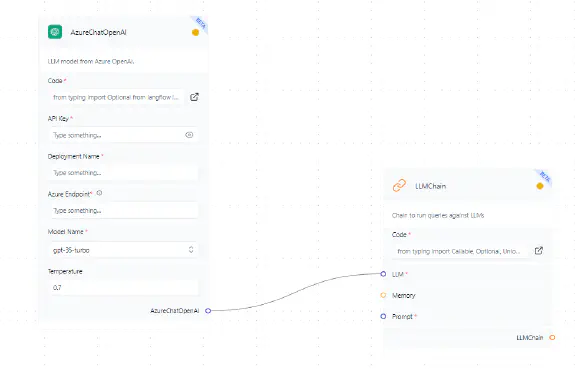 BETA
AzureChatOpenAI
LLM model from Azure OpenAI.
Code *
from typing import Optional from langflow i...
API Key *
Type something...
Deployment Name *
Type something...
Azure Endpoint*
Type something...
Model Name *
gpt-35-turbo
Temperature
0.7
AzureChatOpenAI
BETA
LLMChain
Chain to run queries against LLMs
Code *
from typing import Callable, Optional, Unio...
LLM *
Memory
Prompt *
LLMChain